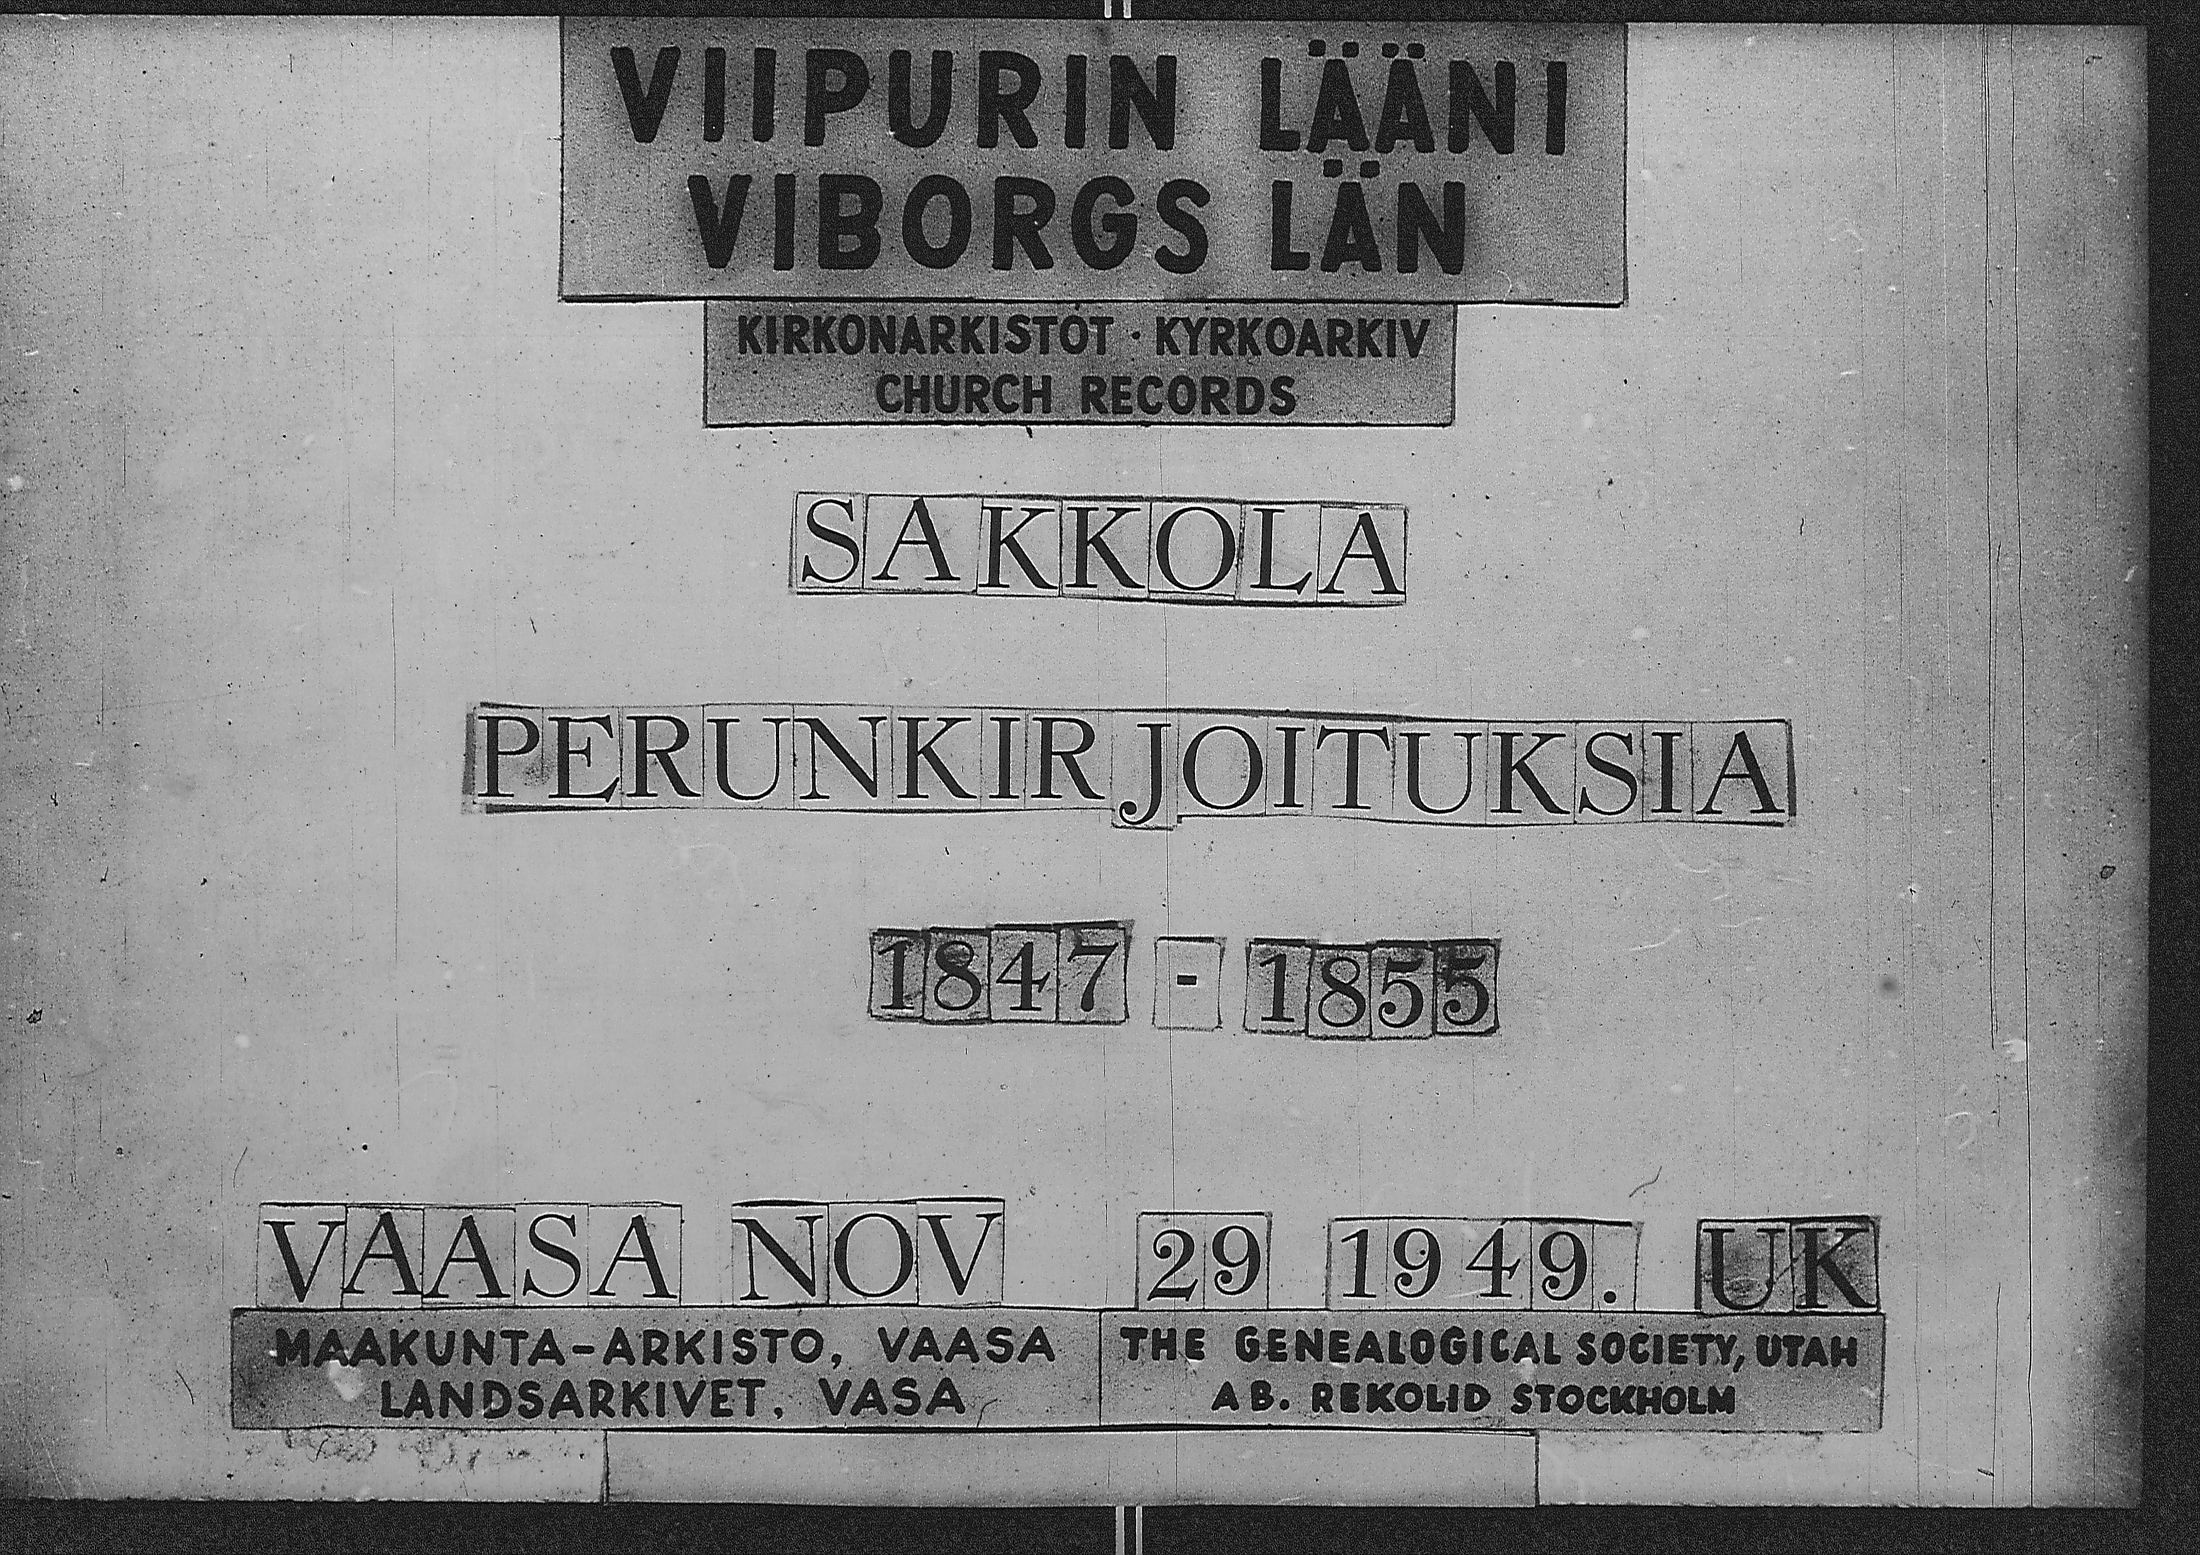 VIIPURIN LÄÄNI
VIBORGS LÄN
KIRKONARKISTOT · KYRKOARKIV
CHURCH RECORDS
SAKKOLA
PERUNKIRJOITUKSIA
1847 - 1855
VAASA NOV 29 1949. UK
MAAKUNTA-ARKISTO, VAASA
LANDSARKIVET, VASA
THE GENEALOGICAL SOCIETY, UTAH
AB. REKOLID STOCKHOLM